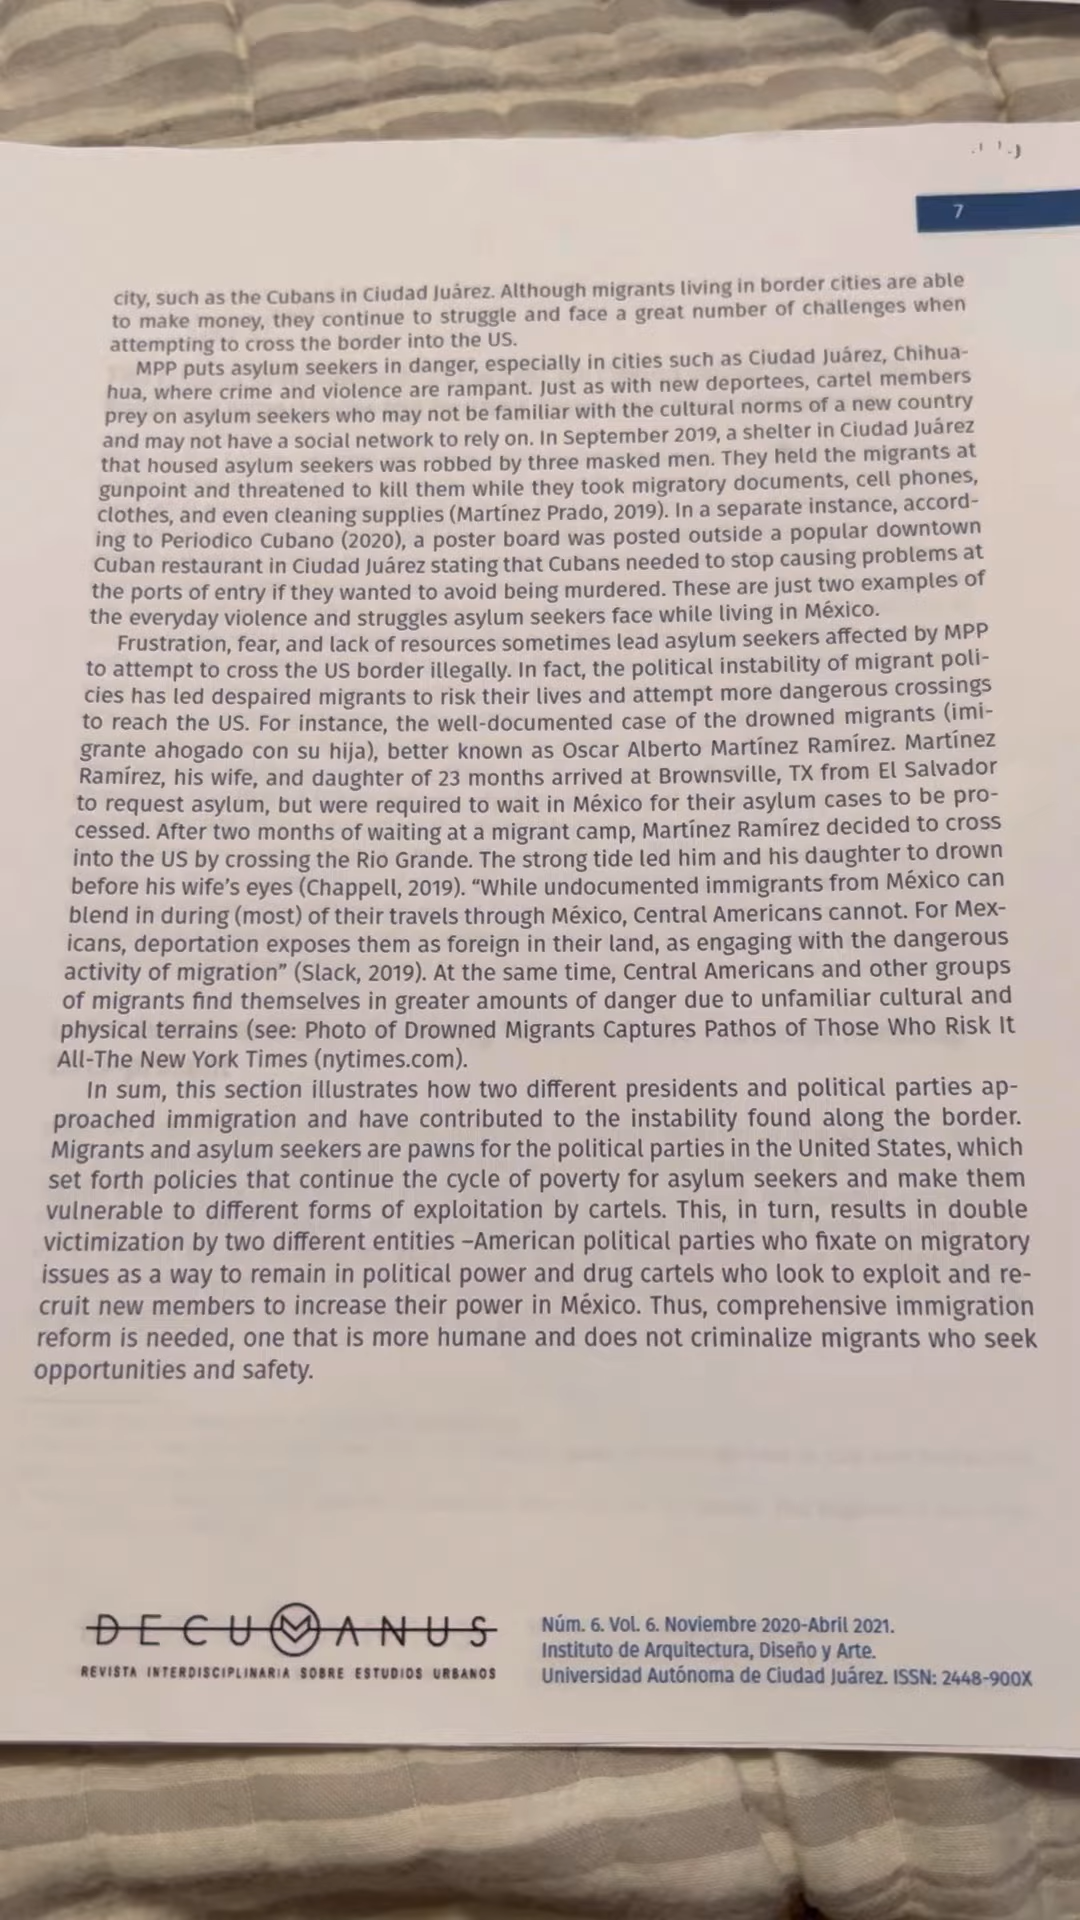 7
city, such as the Cubans in Ciudad Juárez. Although migrants living in border cities are able
to make money, they continue to struggle and face a great number of challenges when
attempting to cross the border into the US.
MPP puts asylum seekers in danger, especially in cities such as Ciudad Juárez, Chihua-
hua, where crime and violence are rampant. Just as with new deportees, cartel members
prey on asylum seekers who may not be familiar with the cultural norms of a new country
and may not have a social network to rely on. In September 2019, a shelter in Ciudad Juárez
that housed asylum seekers was robbed by three masked men. They held the migrants at
gunpoint and threatened to kill them while they took migratory documents, cell phones,
clothes, and even cleaning supplies (Martínez Prado, 2019). In a separate instance, accord-
ing to Periodico Cubano (2020), a poster board was posted outside a popular downtown
Cuban restaurant in Ciudad Juárez stating that Cubans needed to stop causing problems at
the ports of entry if they wanted to avoid being murdered. These are just two examples of
the everyday violence and struggles asylum seekers face while living in México.
Frustration, fear, and lack of resources sometimes lead asylum seekers affected by MPP
to attempt to cross the US border illegally. In fact, the political instability of migrant poli-
cies has led despaired migrants to risk their lives and attempt more dangerous crossings
to reach the US. For instance, the well-documented case of the drowned migrants (imi-
grante ahogado con su hija), better known as Oscar Alberto Martínez Ramírez. Martínez
Ramírez, his wife, and daughter of 23 months arrived at Brownsville, TX from El Salvador
to request asylum, but were required to wait in México for their asylum cases to be pro-
cessed. After two months of waiting at a migrant camp, Martínez Ramírez decided to cross
into the US by crossing the Rio Grande. The strong tide led him and his daughter to drown
before his wife's eyes (Chappell, 2019). “While undocumented immigrants from México can
blend in during (most) of their travels through México, Central Americans cannot. For Mex-
icans, deportation exposes them as foreign in their land, as engaging with the dangerous
activity of migration” (Slack, 2019). At the same time, Central Americans and other groups
of migrants find themselves in greater amounts of danger due to unfamiliar cultural and
physical terrains (see: Photo of Drowned Migrants Captures Pathos of Those Who Risk It
All-The New York Times (nytimes.com).
In sum, this section illustrates how two different presidents and political parties ap-
proached immigration and have contributed to the instability found along the border.
Migrants and asylum seekers are pawns for the political parties in the United States, which
set forth policies that continue the cycle of poverty for asylum seekers and make them
vulnerable to different forms of exploitation by cartels. This, in turn, results in double
victimization by two different entities –American political parties who fixate on migratory
issues as a way to remain in political power and drug cartels who look to exploit and re-
cruit new members to increase their power in México. Thus, comprehensive immigration
reform is needed, one that is more humane and does not criminalize migrants who seek
opportunities and safety.
DECUMANUS
REVISTA INTERDISCIPLINARIA SOBRE ESTUDIOS URBANOS
Núm. 6. Vol. 6. Noviembre 2020-Abril 2021.
Instituto de Arquitectura, Diseño y Arte.
Universidad Autónoma de Ciudad Juárez. ISSN: 2448-900X